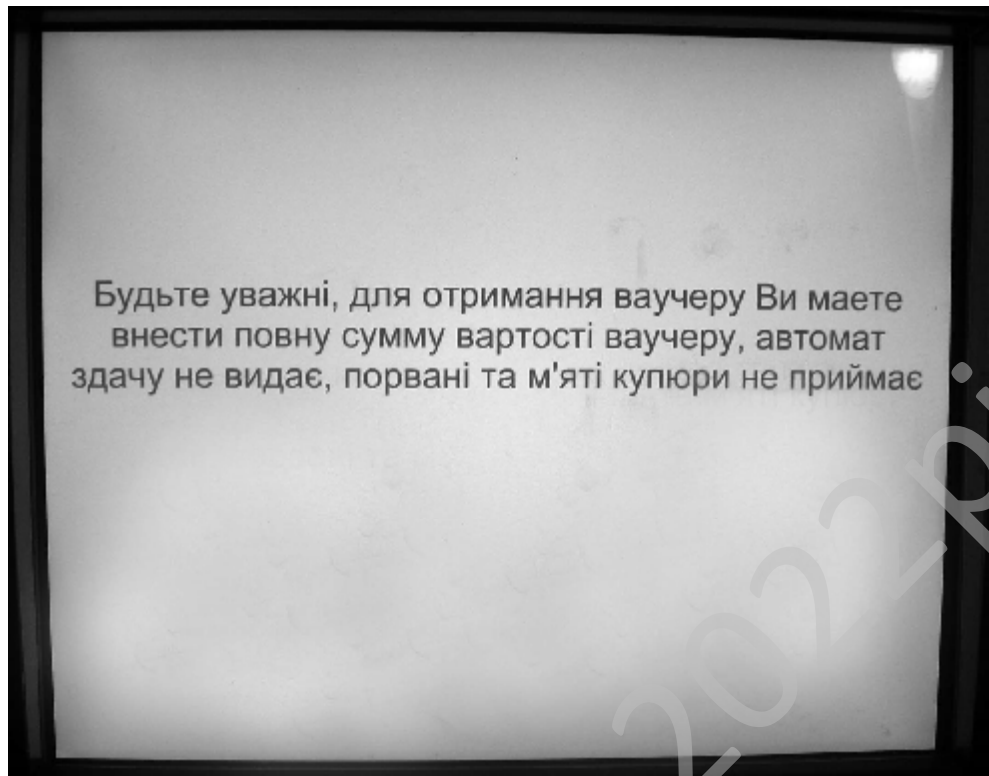 Будьте уважні, для отримання ваучеру Ви маете
внести повну сумму вартості ваучеру, автомат
здачу не видає, порвані та м'яті купюри не приймає